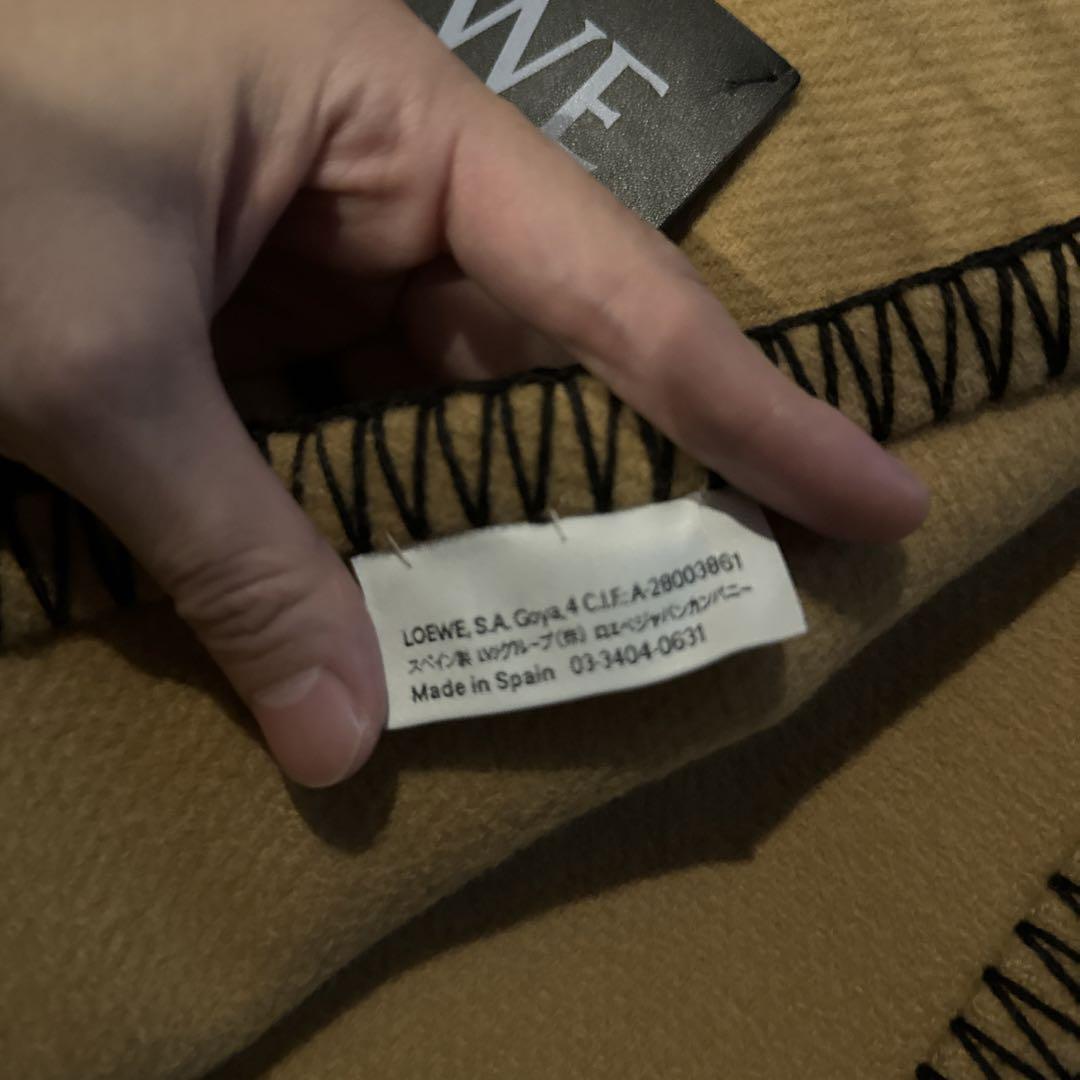 WE
LOEWE, S.A. Goya, 4 C.I.F.: A-28003861
スペイン製 LVJグループ(株) ロエベジャパンカンパニー
Made in Spain 03-3404-0631